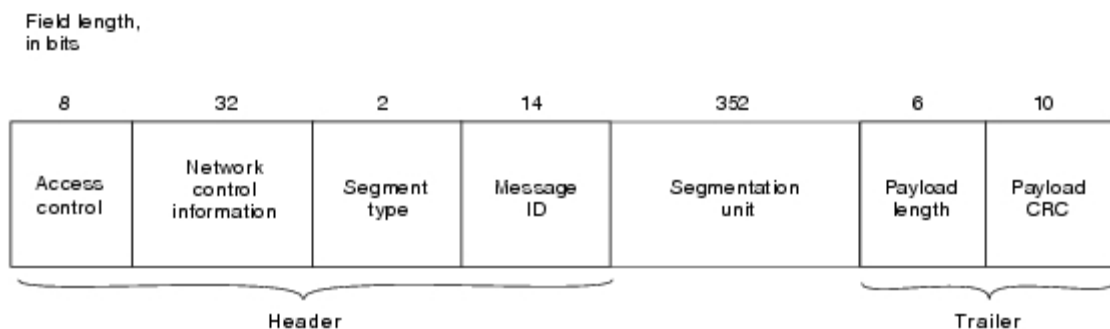 Field length,
in bits
8 32 2 14 352 6 10
Access
control
Network
control
information
Segment
type
Message
ID
Segmentation
unit
Payload
length
Payload
CRC
Header
Trailer